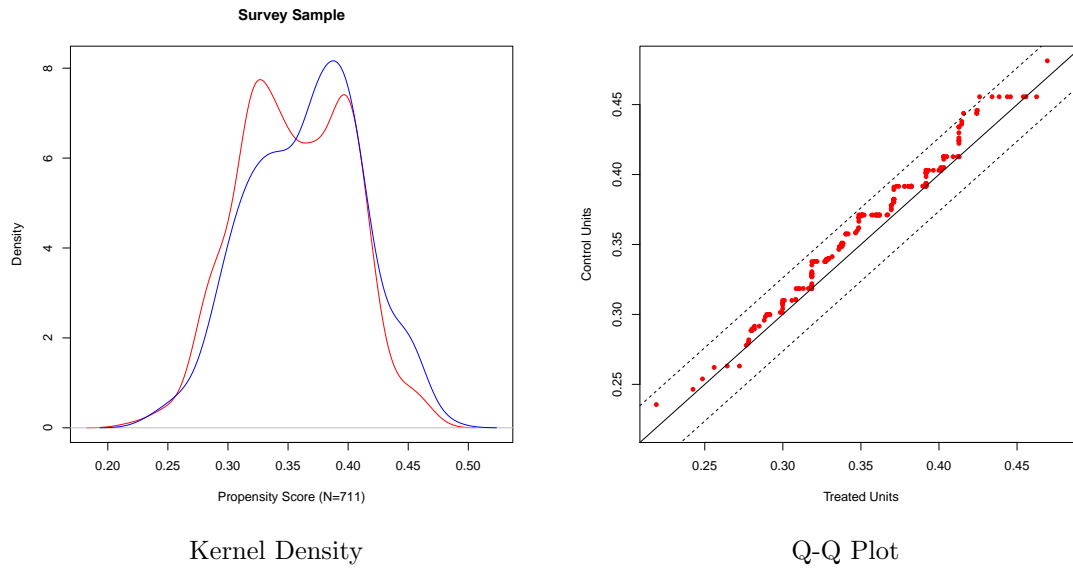 Survey Sample
Density
0
2
4
6
8
0.20 0.25 0.30 0.35 0.40 0.45 0.50
Propensity Score (N=711)
Kernel Density
Control Units
0.25
0.30
0.35
0.40
0.45
0.25 0.30 0.35 0.40 0.45
Treated Units
Q-Q Plot